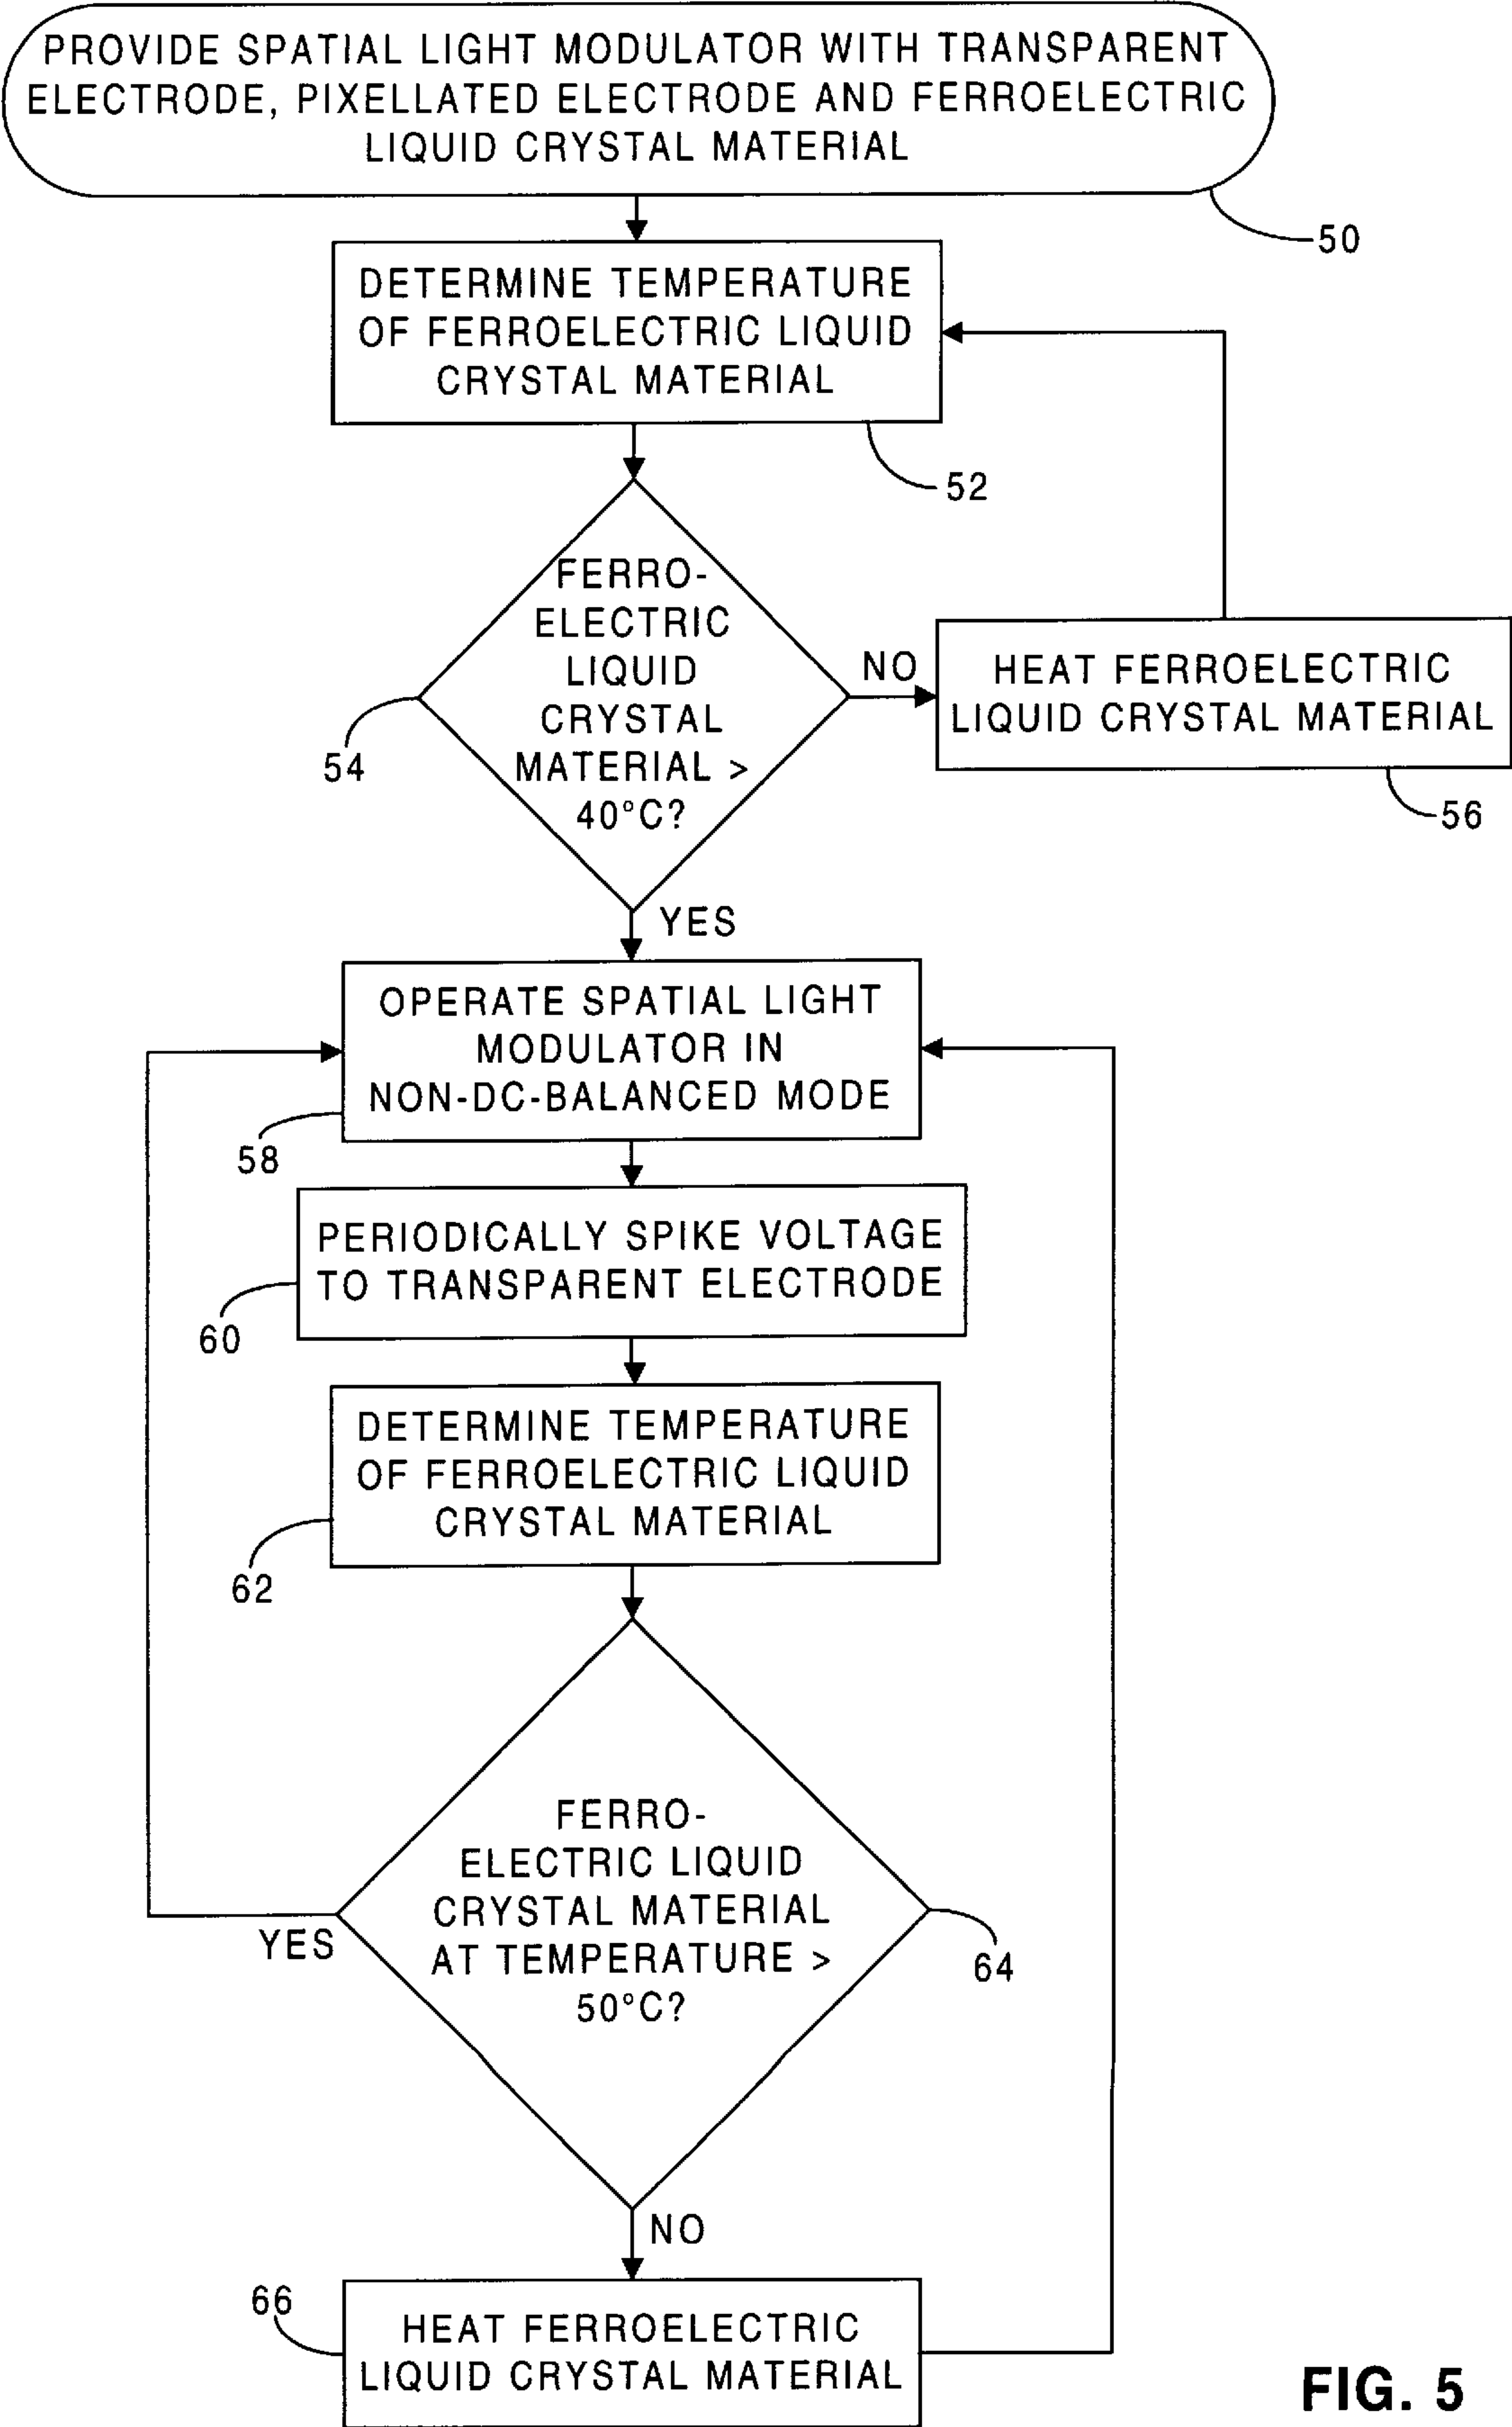 PROVIDE SPATIAL LIGHT MODULATOR WITH TRANSPARENT
ELECTRODE, PIXELLATED ELECTRODE AND FERROELECTRIC
LIQUID CRYSTAL MATERIAL
50
DETERMINE TEMPERATURE
OF FERROELECTRIC LIQUID
CRYSTAL MATERIAL
52
FERRO-
ELECTRIC
LIQUID
CRYSTAL
MATERIAL >
40°C?
54
NO
HEAT FERROELECTRIC
LIQUID CRYSTAL MATERIAL
56
YES
OPERATE SPATIAL LIGHT
MODULATOR IN
NON-DC-BALANCED MODE
58
PERIODICALLY SPIKE VOLTAGE
TO TRANSPARENT ELECTRODE
60
DETERMINE TEMPERATURE
OF FERROELECTRIC LIQUID
CRYSTAL MATERIAL
62
FERRO-
ELECTRIC LIQUID
CRYSTAL MATERIAL
AT TEMPERATURE >
50°C?
YES
64
NO
66
HEAT FERROELECTRIC
LIQUID CRYSTAL MATERIAL
FIG. 5